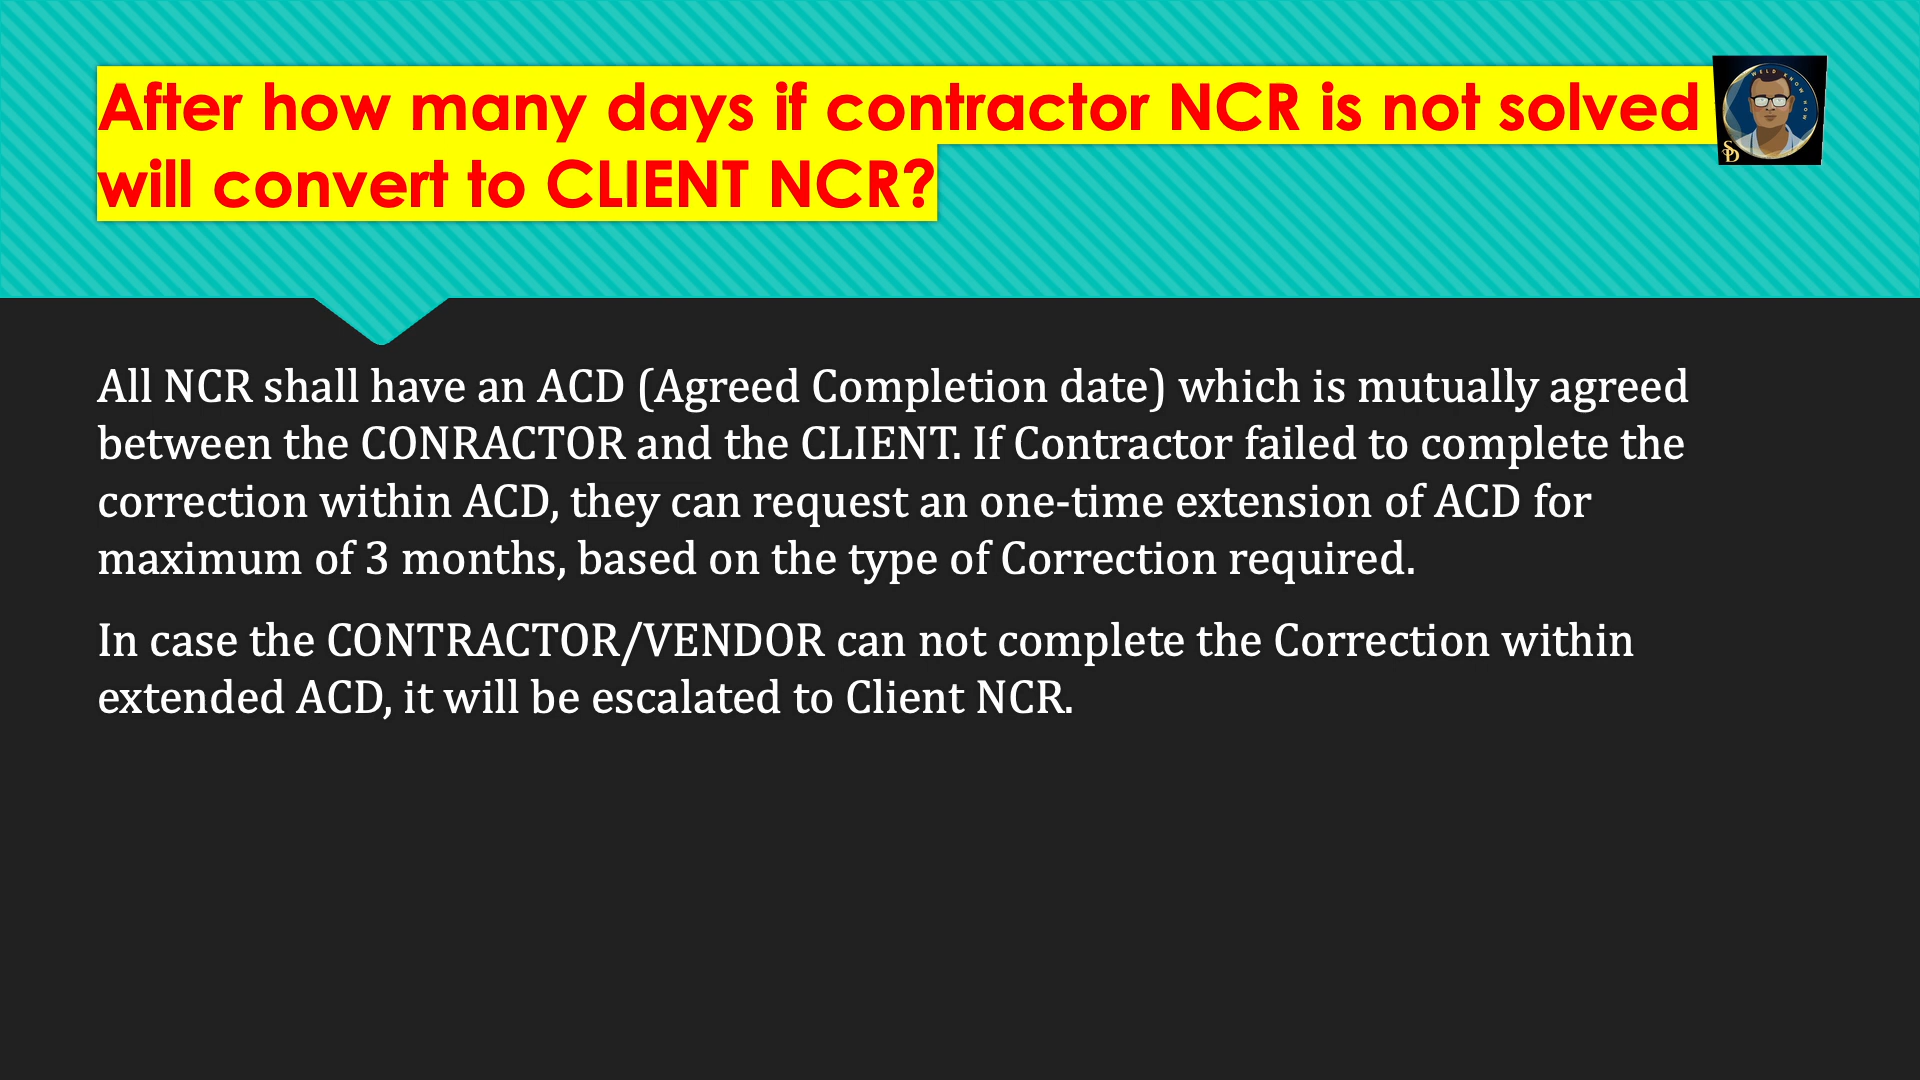 After how many days if contractor NCR is not solved
will convert to CLIENT NCR?
WELD KNOW HOW
SD
All NCR shall have an ACD (Agreed Completion date) which is mutually agreed
between the CONRACTOR and the CLIENT. If Contractor failed to complete the
correction within ACD, they can request an one-time extension of ACD for
maximum of 3 months, based on the type of Correction required.
In case the CONTRACTOR/VENDOR can not complete the Correction within
extended ACD, it will be escalated to Client NCR.